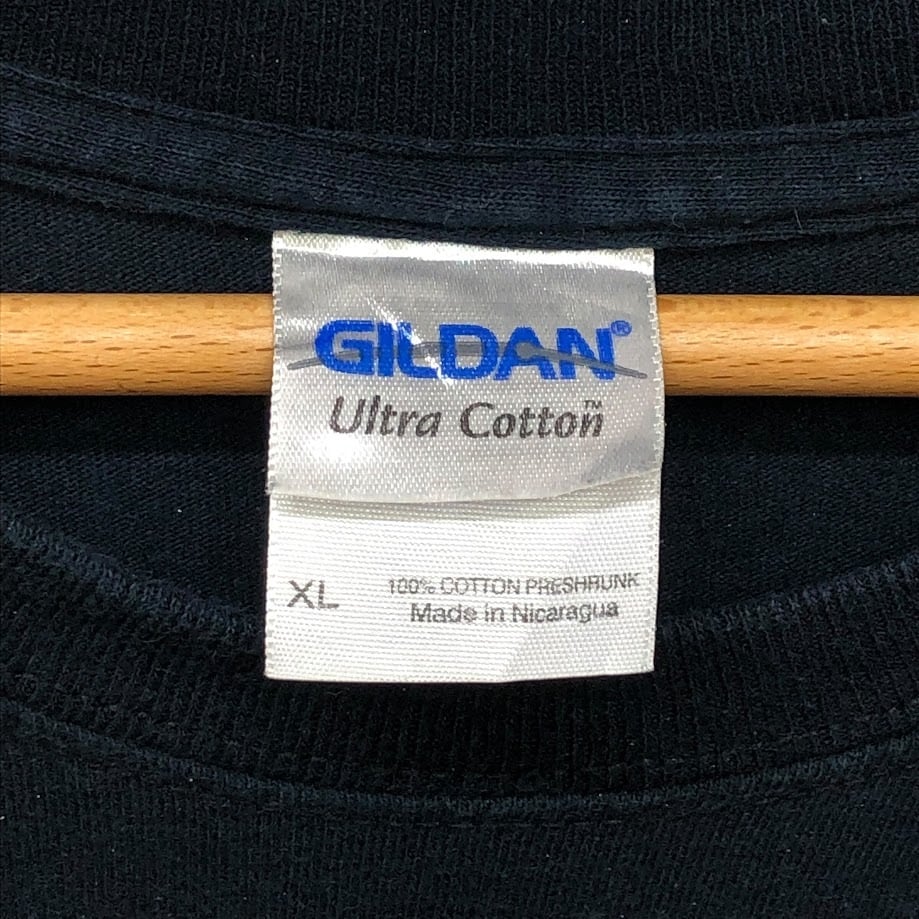 GILDAN®
Ultra Cotton™
XL
100% COTTON PRESHRUNK
Made in Nicaragua